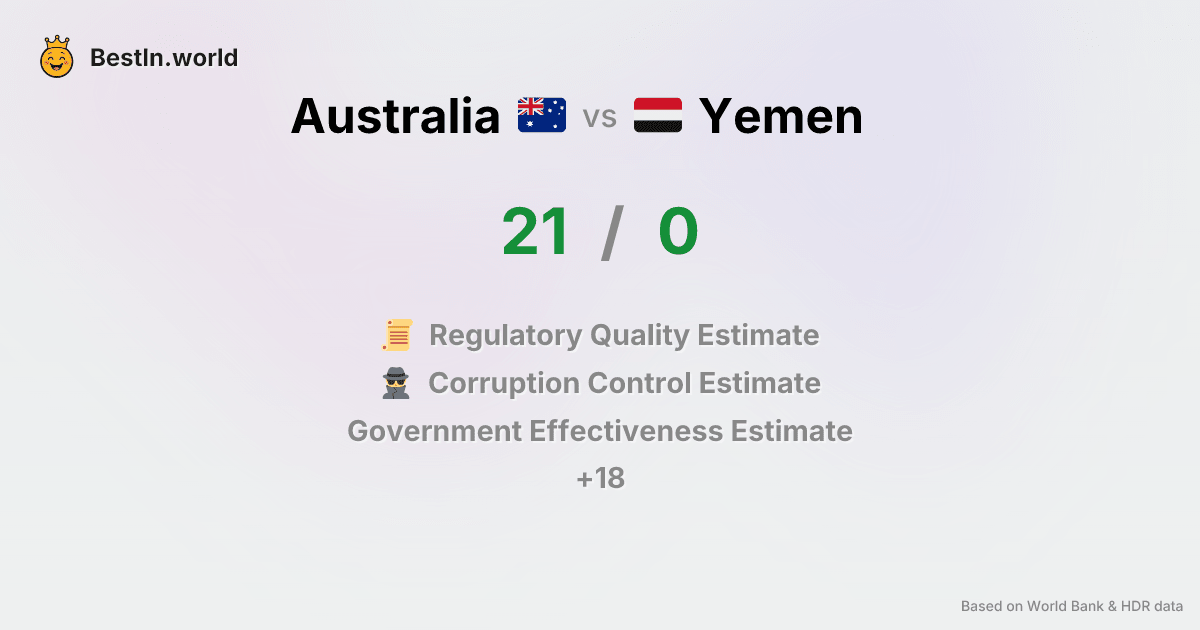 BestIn.world
Australia vs Yemen
21 / 0
Regulatory Quality Estimate
Corruption Control Estimate
Government Effectiveness Estimate
+18
Based on World Bank & HDR data